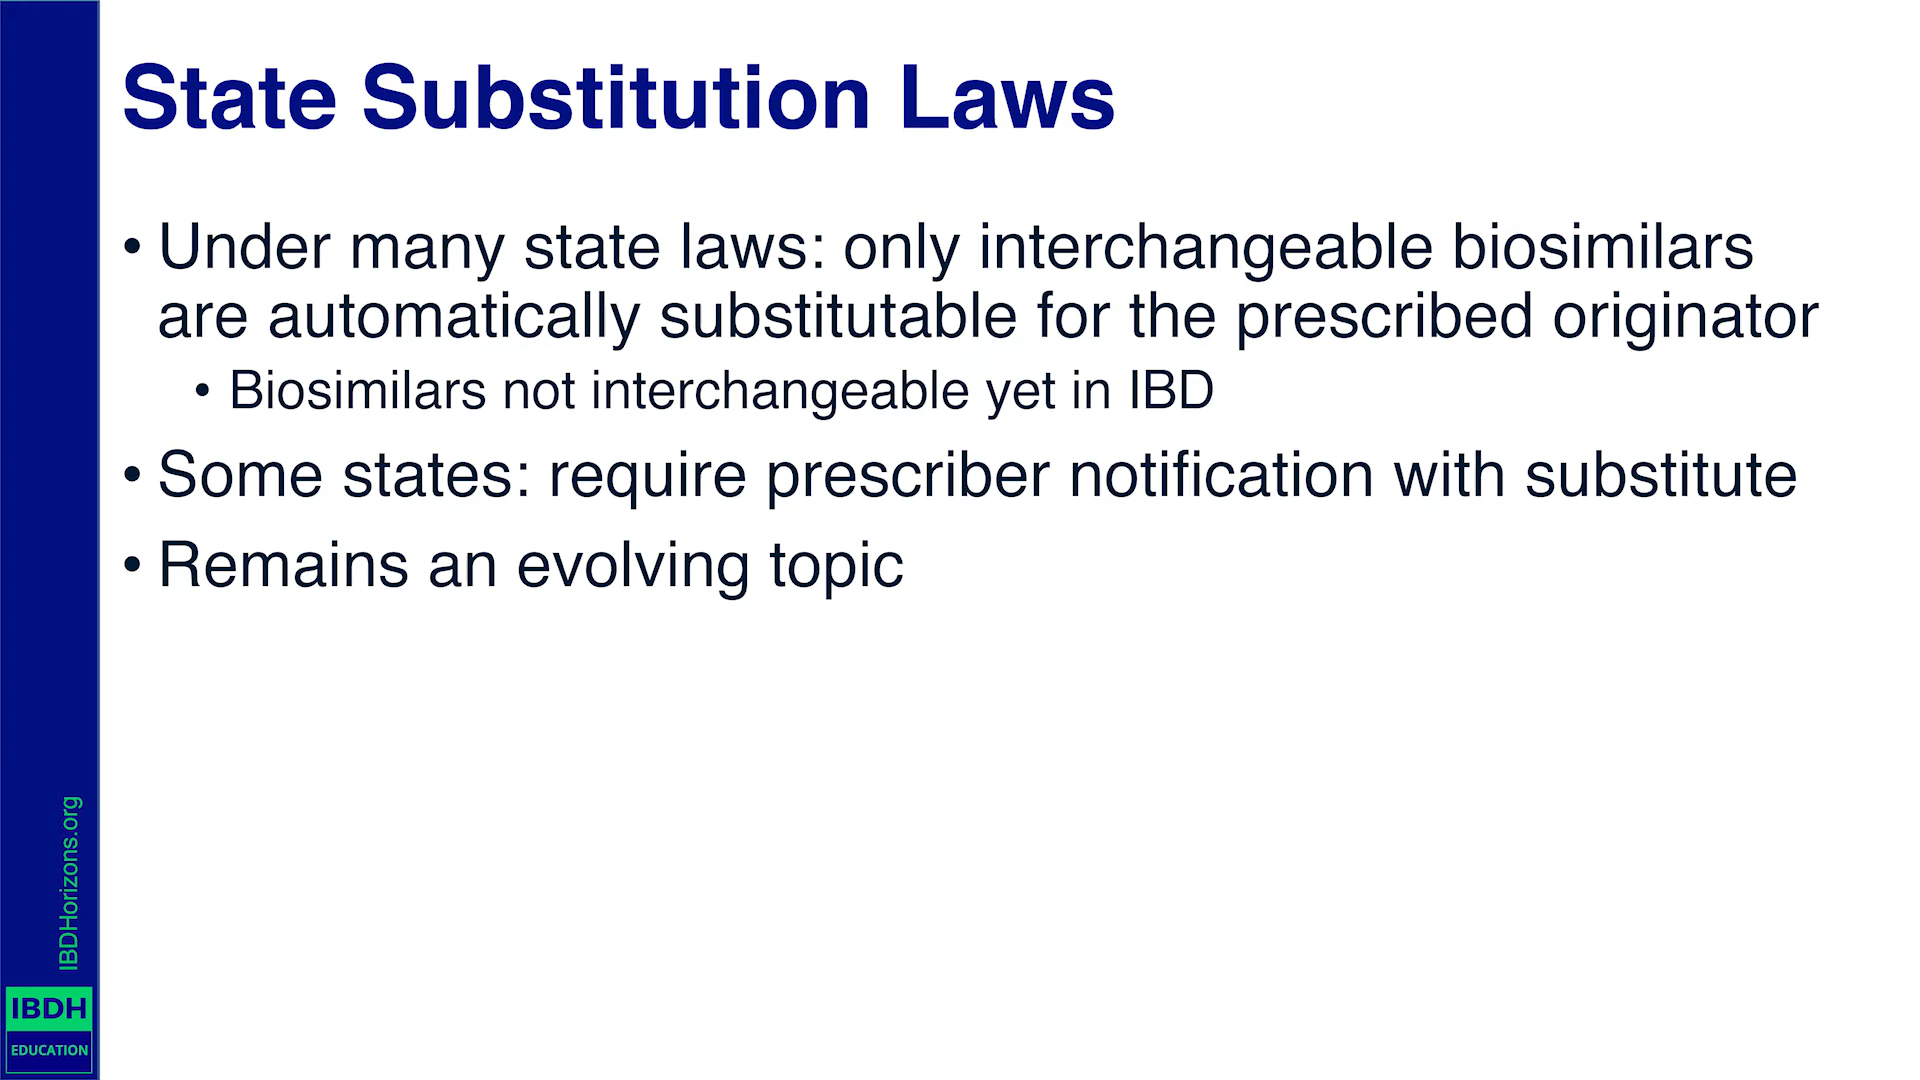 State Substitution Laws
• Under many state laws: only interchangeable biosimilars
are automatically substitutable for the prescribed originator
• Biosimilars not interchangeable yet in IBD
• Some states: require prescriber notification with substitute
• Remains an evolving topic
IBDHorizons.org
IBDH
EDUCATION